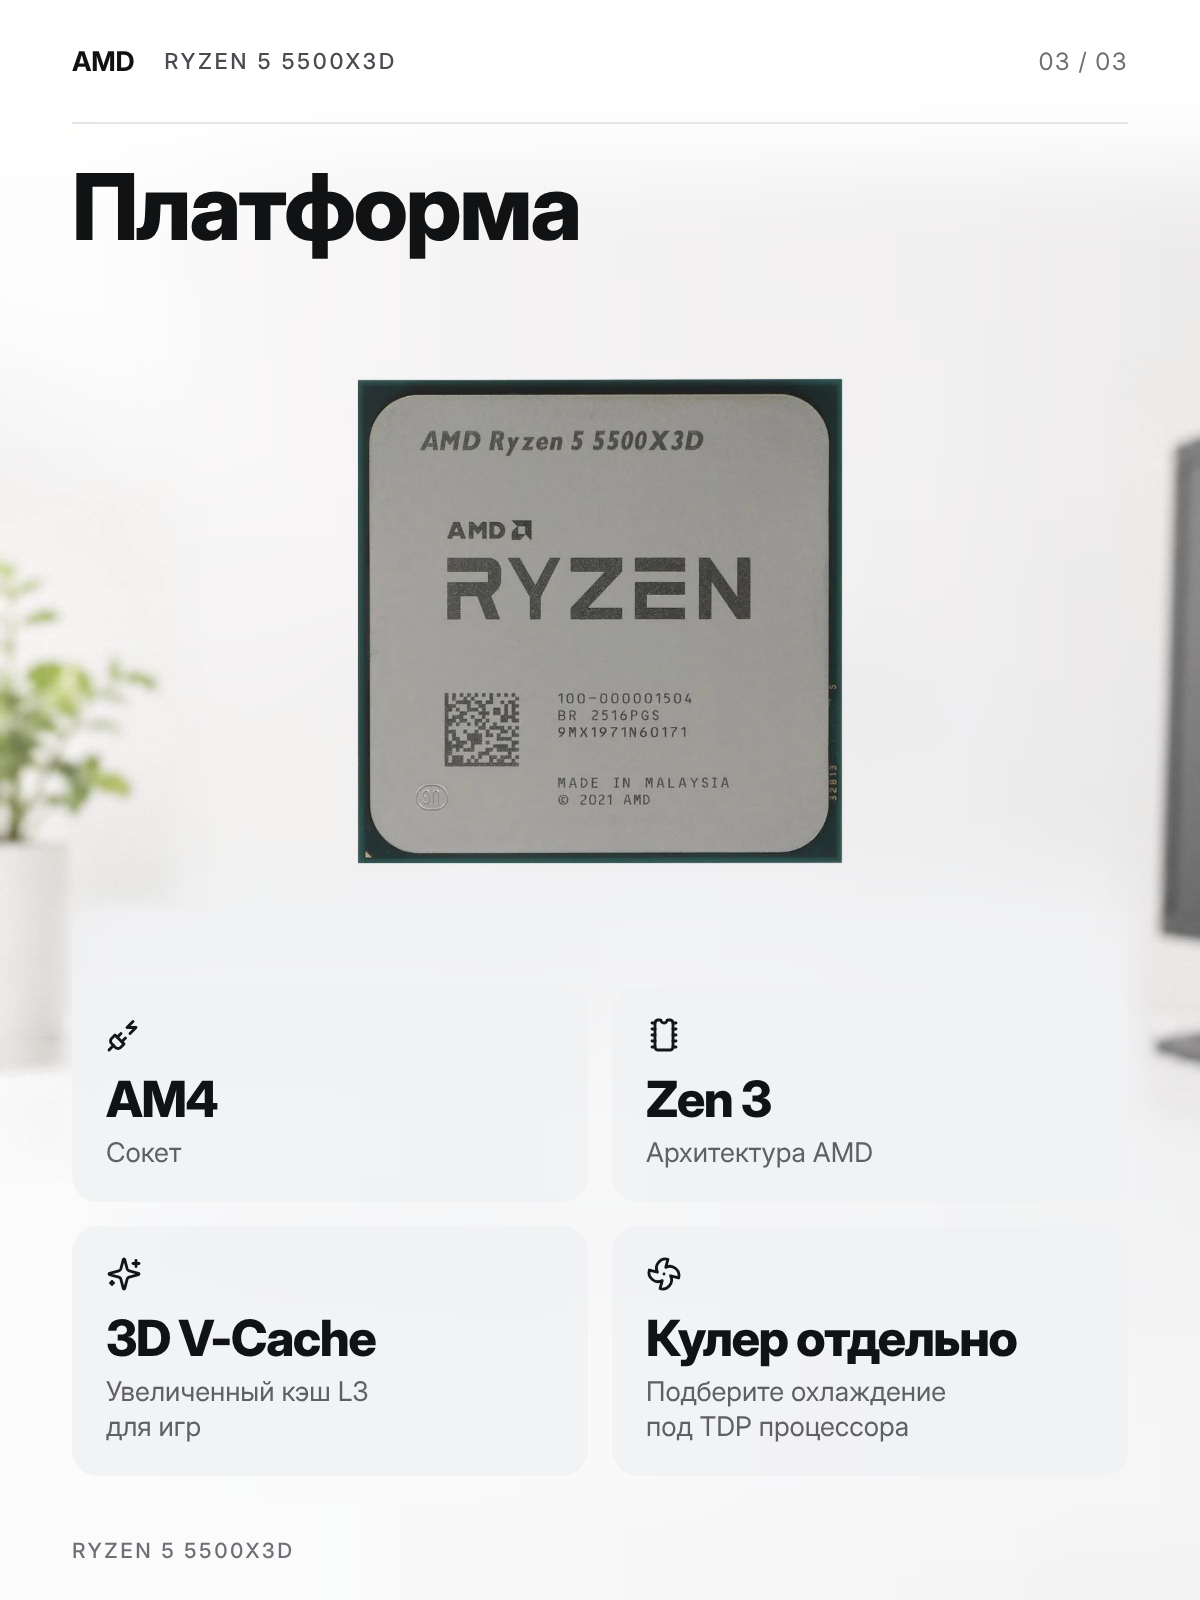 AMD RYZEN 5 5500X3D 03 / 03
Платформа
AMD Ryzen 5 5500X3D
AMD
RYZEN
100-000001504
BR 2516PGS
9MX1971N60171
MADE IN MALAYSIA
© 2021 AMD
32813
AM4
Сокет
Zen 3
Архитектура AMD
3D V-Cache
Увеличенный кэш L3
для игр
Кулер отдельно
Подберите охлаждение
под TDP процессора
RYZEN 5 5500X3D